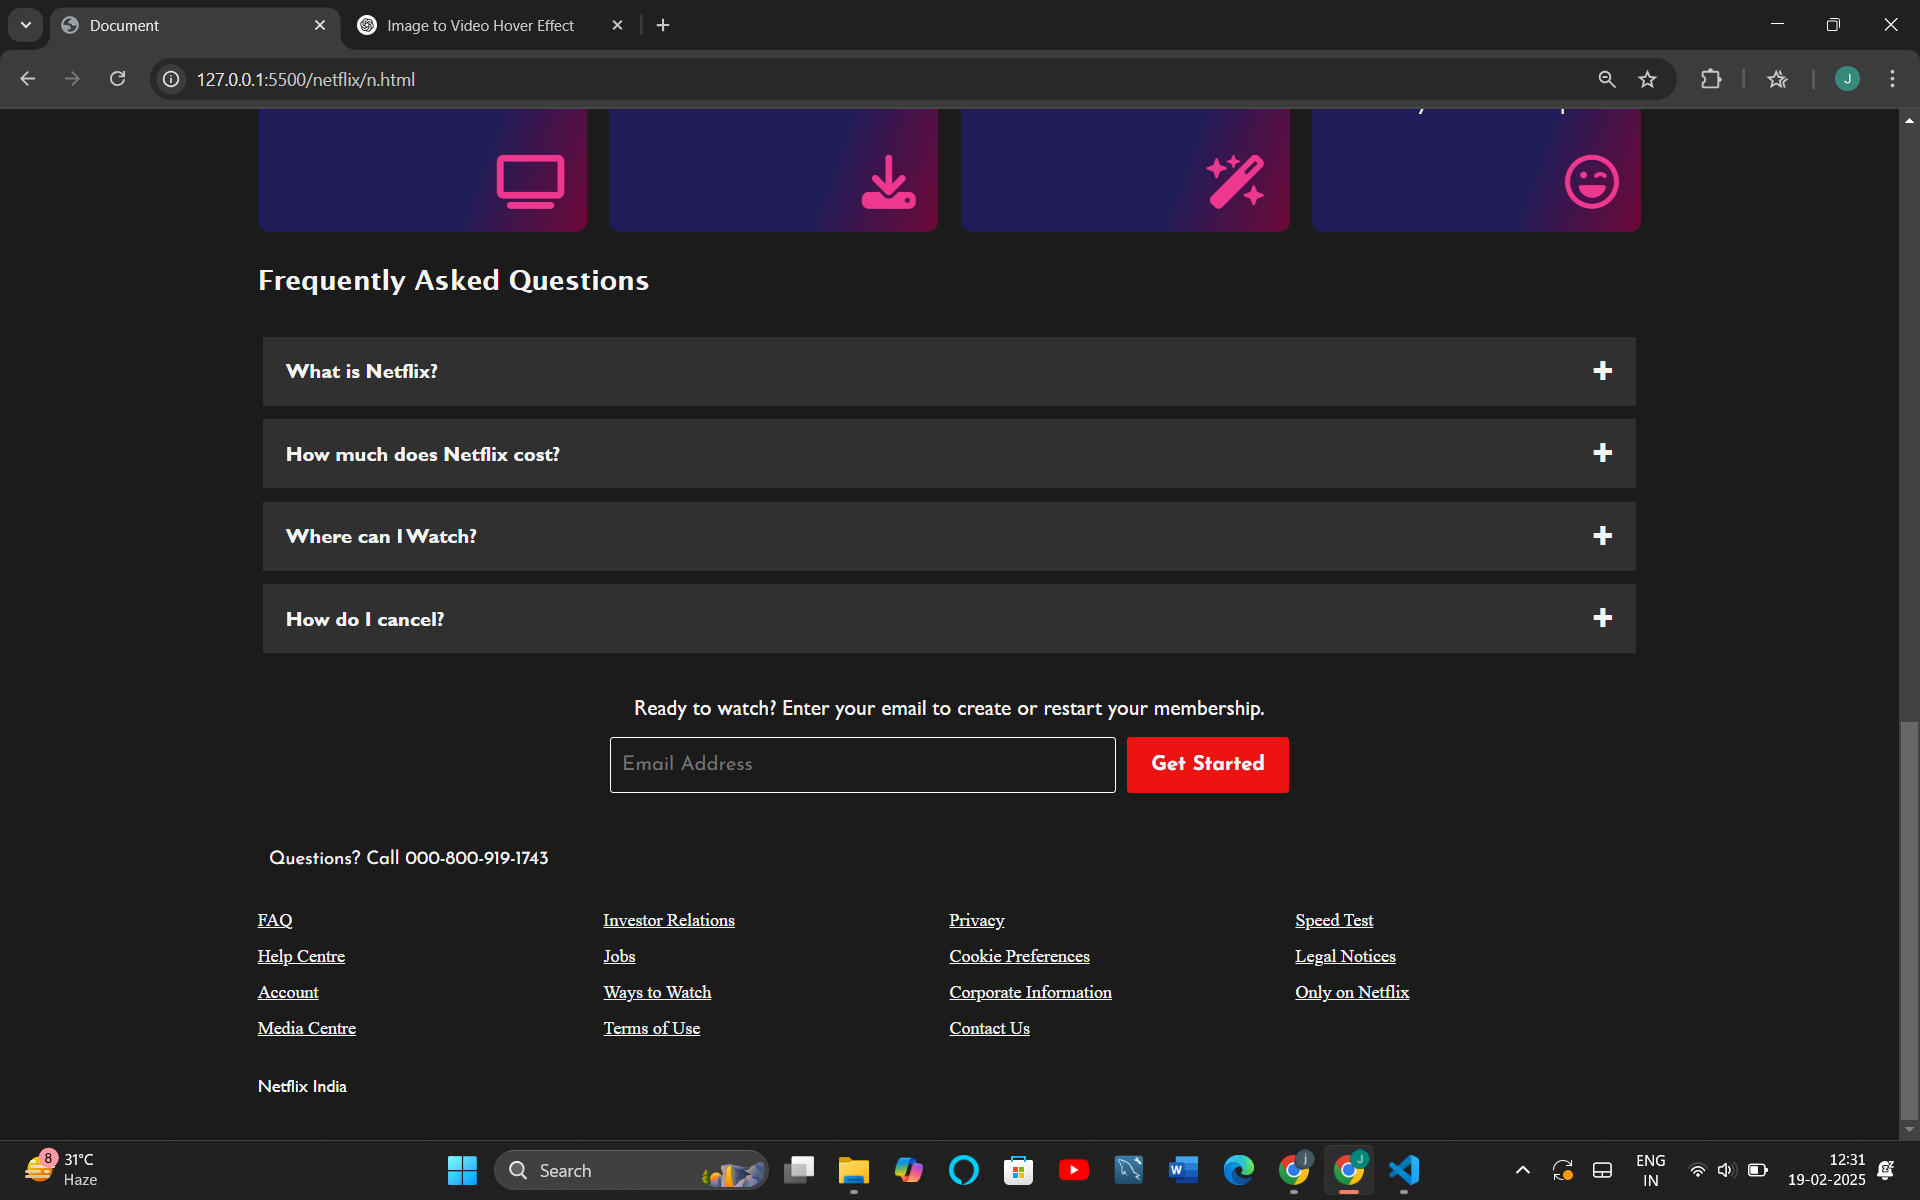 Document
Image to Video Hover Effect
127.0.0.1:5500/netflix/n.html
J
Frequently Asked Questions
What is Netflix?
How much does Netflix cost?
Where can I Watch?
How do I cancel?
Ready to watch? Enter your email to create or restart your membership.
Email Address
Get Started
Questions? Call 000-800-919-1743
FAQ
Investor Relations
Privacy
Speed Test
Help Centre
Jobs
Cookie Preferences
Legal Notices
Account
Ways to Watch
Corporate Information
Only on Netflix
Media Centre
Terms of Use
Contact Us
Netflix India
8
31°C
Haze
Search
W
j
J
ENG
IN
12:31
19-02-2025